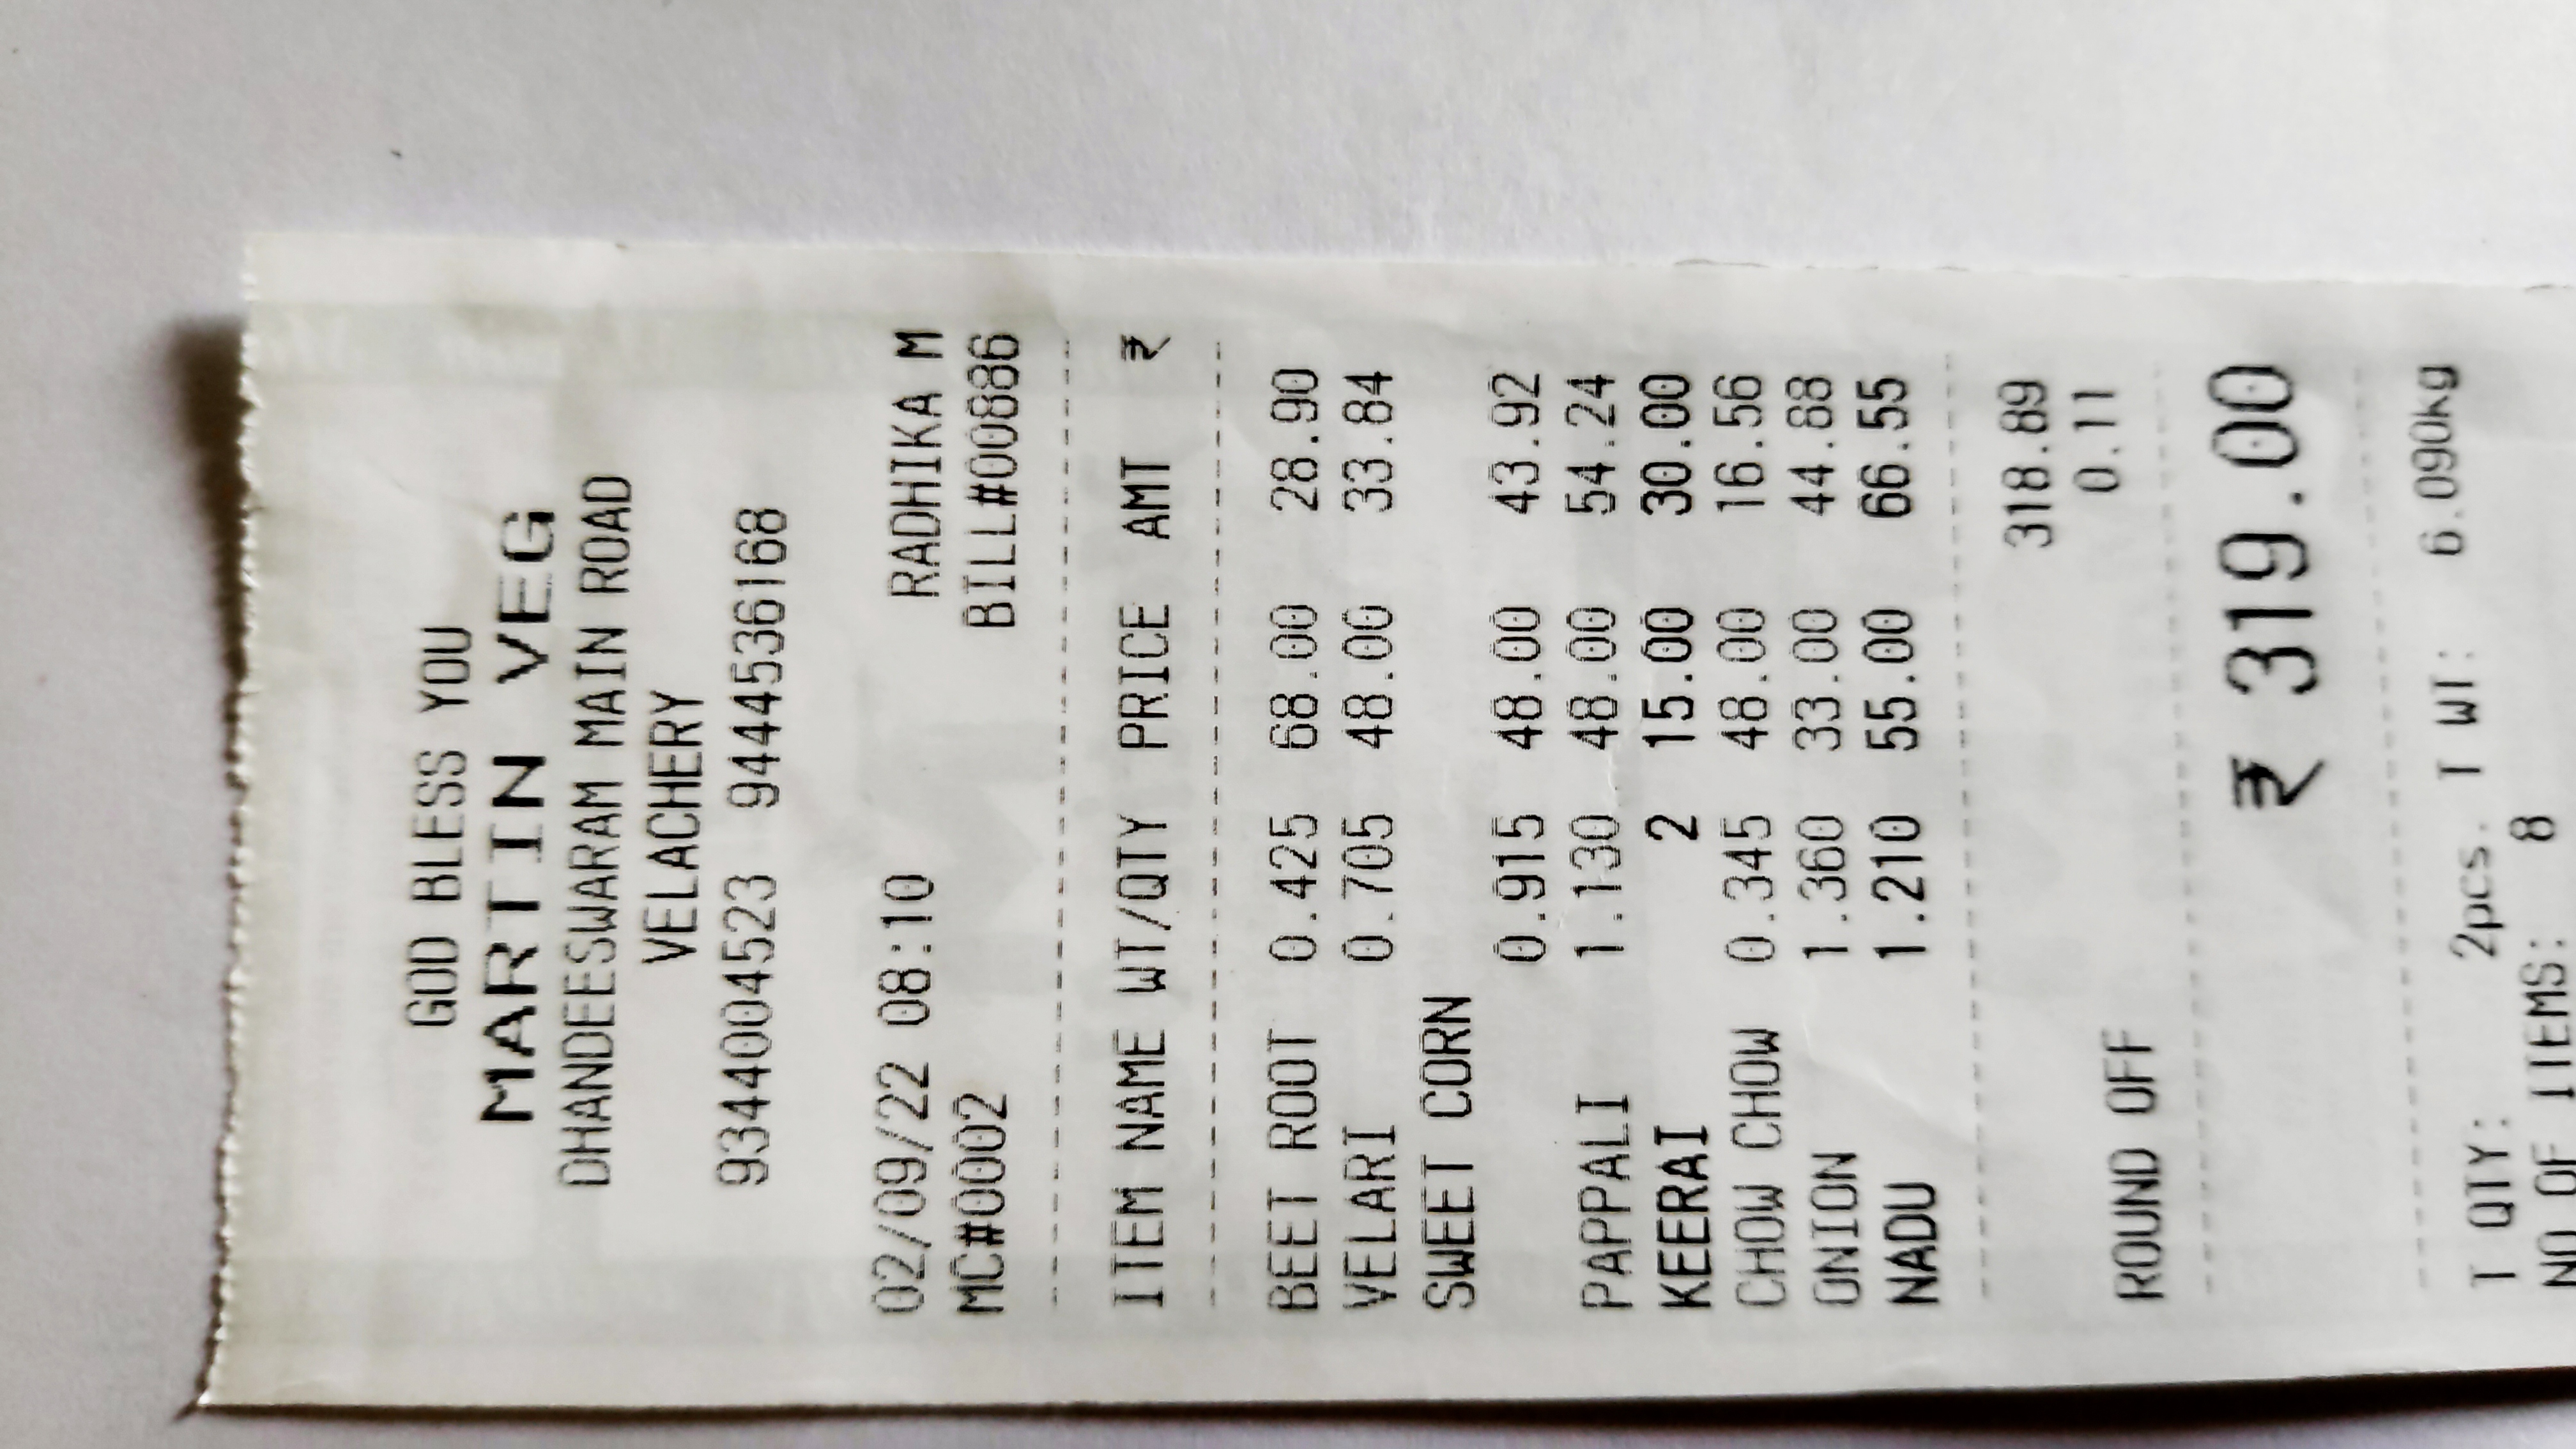 GOD BLESS YOU
MARTIN VEG
DHANDEESWARAM MAIN ROAD
VELACHERY
9344004523 9444536168
02/09/22 08:10 RADHIKA M
MC#0002 BILL#00886
ITEM NAME WT/QTY PRICE AMT ₹
BEET ROOT 0.425 68.00 28.90
VELARI 0.705 48.00 33.84
SWEET CORN
0.915 48.00 43.92
PAPPALI 1.130 48.00 54.24
KEERAI 2 15.00 30.00
CHOW CHOW 0.345 48.00 16.56
ONION 1.360 33.00 44.88
NADU 1.210 55.00 66.55
318.89
ROUND OFF 0.11
₹ 319.00
T QTY: 2pcs. T WT: 6.090kg
NO OF ITEMS: 8